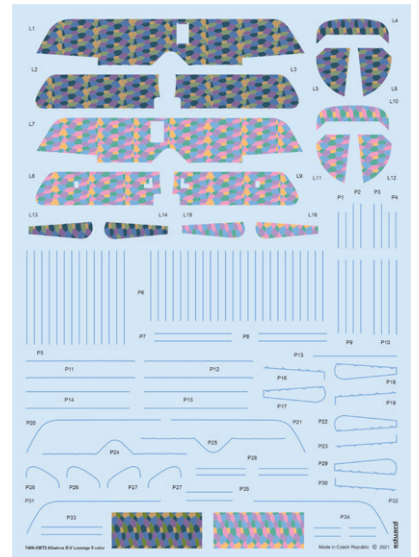 L1
L4
L2
L3
L5
L6
L7
L10
L8
L9
L11
L12
L13
L14
L15
L16
P1
P2
P3
P4
P6
P7
P8
P9
P10
P5
P13
P11
P12
P16
P18
P14
P15
P17
P19
P20
P21
P22
P24
P25
P23
P28
P29
P26
P26
P27
P27
P30
P35
P31
P32
P33
P34
Made in Czech Republic © 2021
eduard